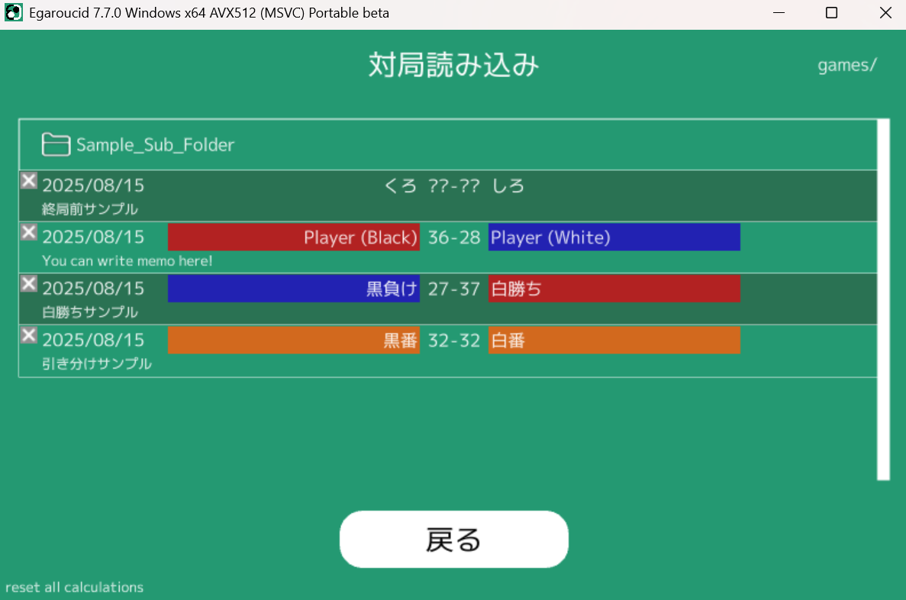 Egaroucid 7.7.0 Windows x64 AVX512 (MSVC) Portable beta
対局読み込み
games/
Sample_Sub_Folder
2025/08/15 くろ ??-?? しろ
終局前サンプル
2025/08/15 Player (Black) 36-28 Player (White)
You can write memo here!
2025/08/15 黒負け 27-37 白勝ち
白勝ちサンプル
2025/08/15 黒番 32-32 白番
引き分けサンプル
戻る
reset all calculations